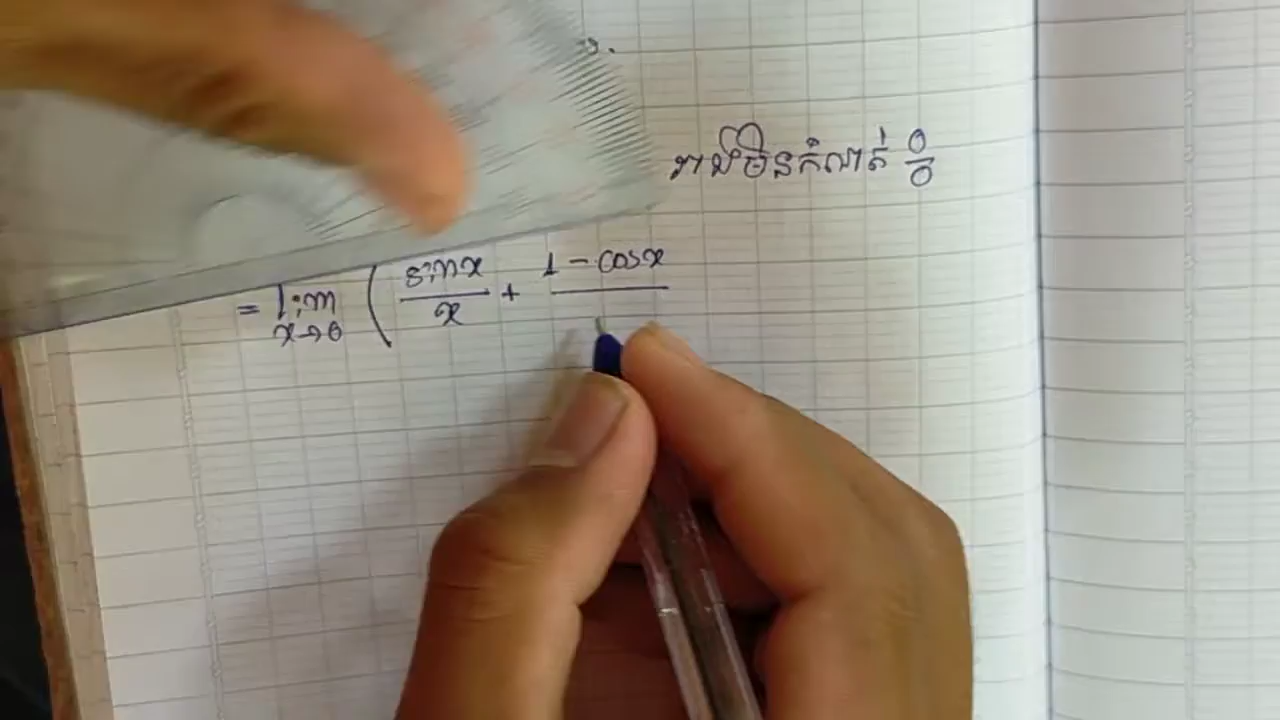 រាងមិនកំណត់ 0/0
= lim x→0 ( sinx/x + 1 - cosx